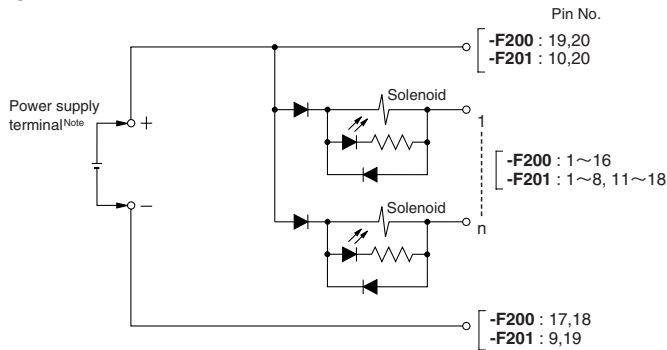 Pin No.
-F200 : 19,20
-F201 : 10,20
Solenoid
Power supply
terminalNote
+
1
-F200 : 1～16
-F201 : 1～8, 11～18
−
Solenoid
n
-F200 : 17,18
-F201 : 9,19